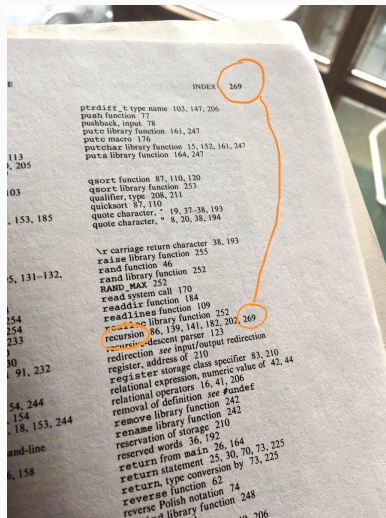 E
INDEX 269
113
, 205
103
, 153, 185
5, 131–132,
254
254
233
91, 232
54, 244
154
18, 153, 244
and-line
6, 158
ptrdiff_t type name 103, 147, 206
push function 77
pushback, input 78
putc library function 161, 247
putc macro 176
putchar library function 15, 152, 161, 247
puts library function 164, 247
qsort function 87, 110, 120
qsort library function 253
qualifier, type 208, 211
quicksort 87, 110
quote character, ' 19, 37–38, 193
quote character, " 8, 20, 38, 194
\r carriage return character 38, 193
raise library function 255
rand function 46
rand library function 252
RAND_MAX 252
read system call 170
readdir function 184
readlines function 109
library function 252
recursion 86, 139, 141, 182, 202, 269
recursive-descent parser 123
redirection see input/output redirection
register, address of 210
register storage class specifier 83, 210
relational expression, numeric value of 42, 44
relational operators 16, 41, 206
removal of definition see #undef
remove library function 242
rename library function 242
reservation of storage 210
reserved words 36, 192
return from main 26, 164
return statement 25, 30, 70, 73, 225
return, type conversion by 73, 225
reverse function 62
reverse Polish notation 74
library function 248
206